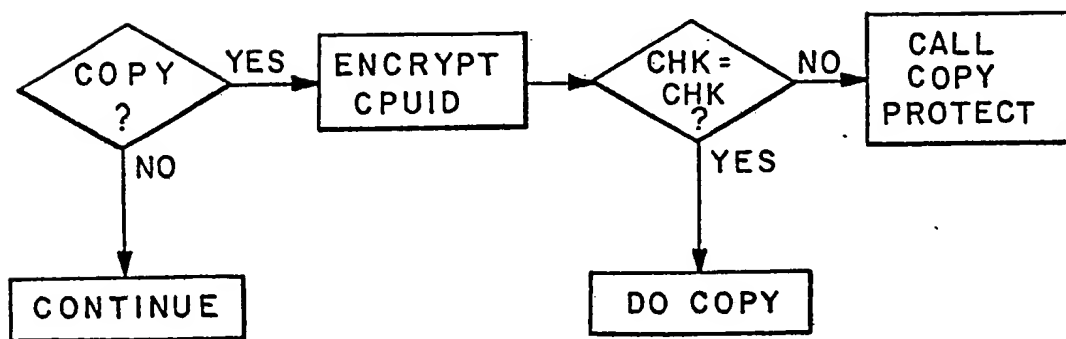 COPY
?
YES
NO
ENCRYPT
CPUID
CHK=
CHK
?
NO
YES
CALL
COPY
PROTECT
CONTINUE
DO COPY